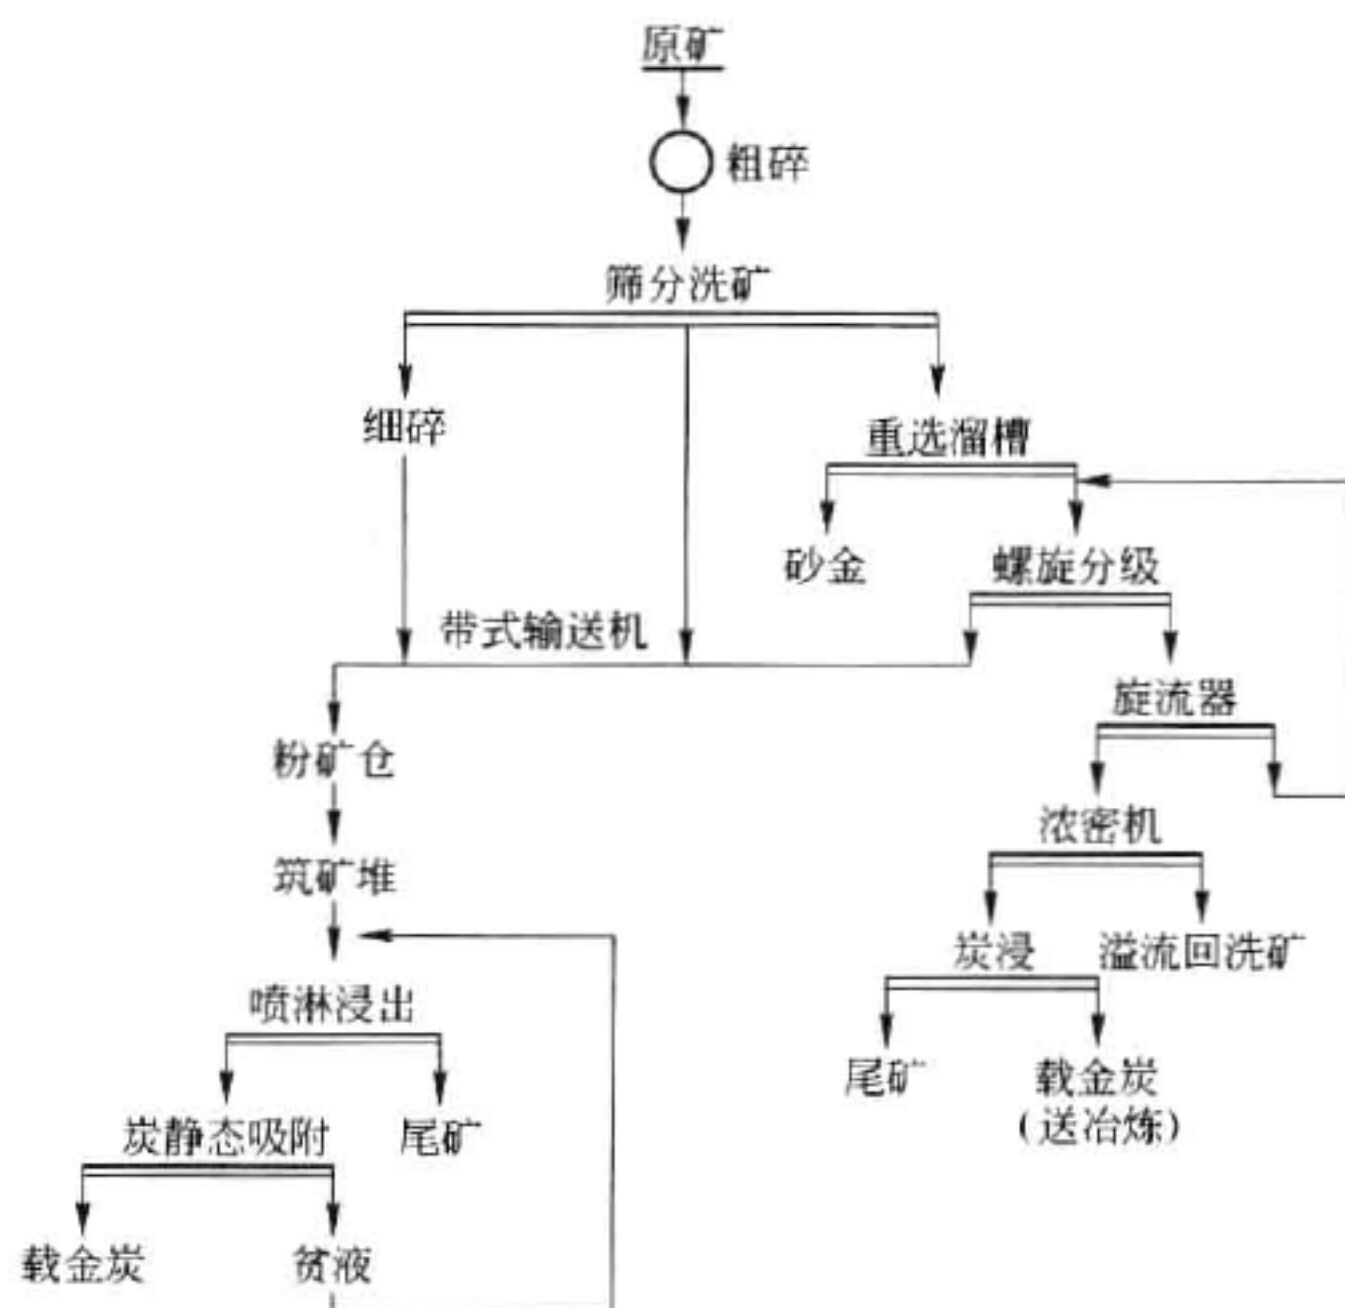 原矿
粗碎
筛分洗矿
细碎
重选溜槽
砂金
螺旋分级
带式输送机
旋流器
粉矿仓
浓密机
筑矿堆
炭浸
溢流回洗矿
喷淋浸出
尾矿
载金炭
(送冶炼)
炭静态吸附
尾矿
载金炭
贫液